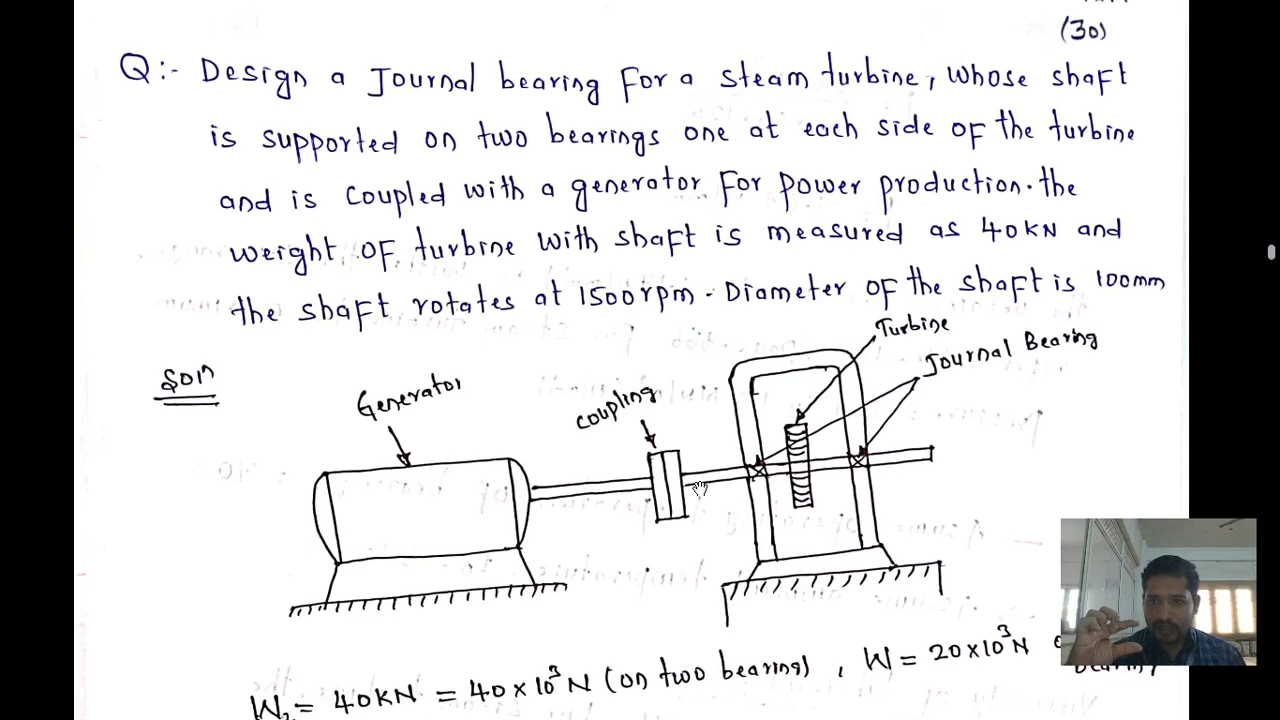 (30)
Q:- Design a Journal bearing For a steam turbine, whose shaft
is supported on two bearings one at each side of the turbine
and is coupled with a generator For power production. the
weight of turbine with shaft is measured as 40KN and
the shaft rotates at 1500rpm. Diameter of the shaft is 100mm
Soln
Generator
coupling
Turbine
Journal Bearing
= 40KN = 40×10³N (on two bearing), W = 20×10³N